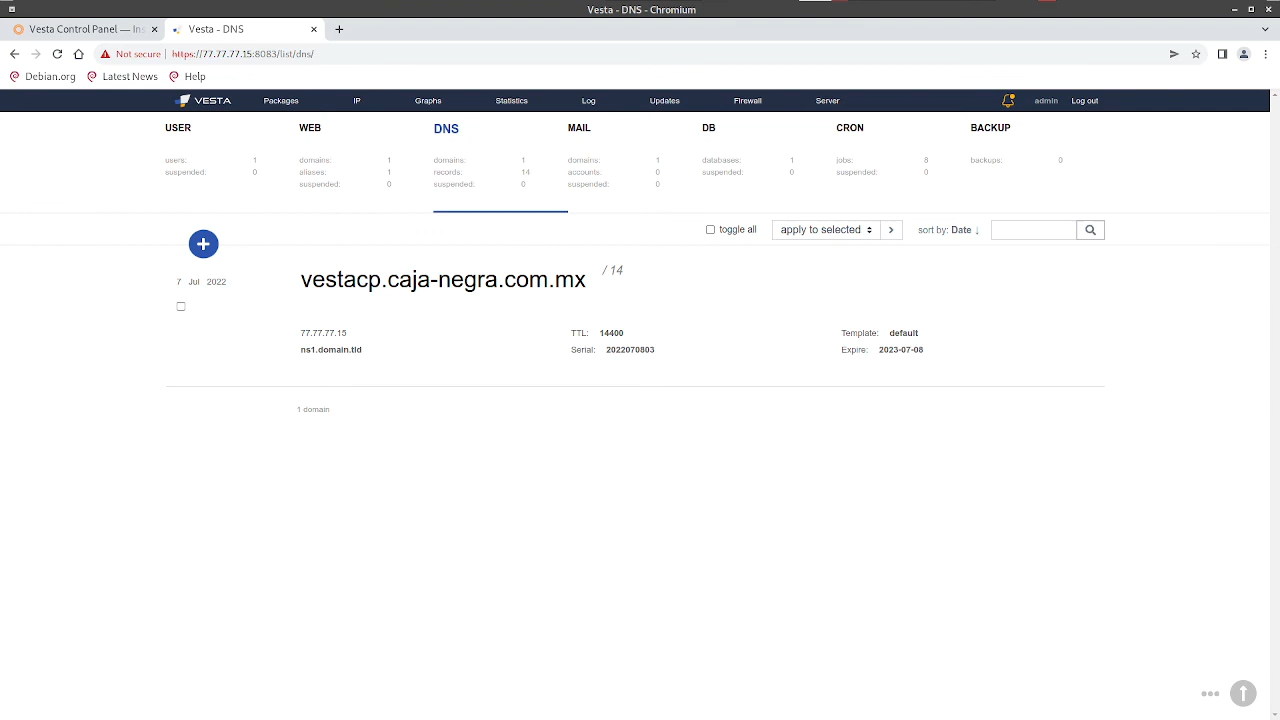 Vesta - DNS - Chromium
Vesta Control Panel — Ins
Vesta - DNS
Not secure
https://77.77.77.15:8083/list/dns/
Debian.org
Latest News
Help
VESTA
Packages
IP
Graphs
Statistics
Log
Updates
Firewall
Server
admin
Log out
USER
WEB
DNS
MAIL
DB
CRON
BACKUP
users: 1
domains: 1
domains: 1
domains: 1
databases: 1
jobs: 8
backups: 0
suspended: 0
aliases: 1
records: 14
accounts: 0
suspended: 0
suspended: 0
suspended: 0
suspended: 0
suspended: 0
toggle all
apply to selected
sort by: Date ↓
7 Jul 2022
vestacp.caja-negra.com.mx / 14
77.77.77.15
TTL: 14400
Template: default
ns1.domain.tld
Serial: 2022070803
Expire: 2023-07-08
1 domain